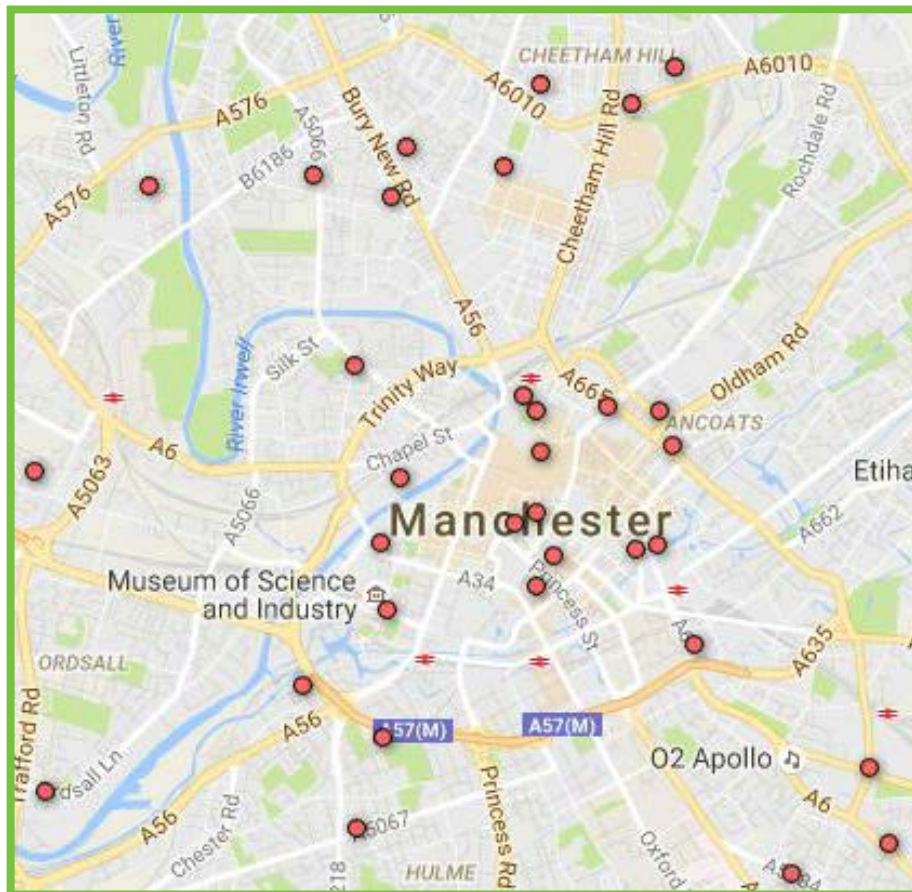 CHEETHAM HILL
A6010
River
Littleton Rd
A576
A6010
Rochdale Rd
A5066
Bury New Rd
Cheetham Hill Rd
B6186
A576
A56
River Irwell
Silk St
Trinity Way
A665
Oldham Rd
ANCOATS
A6
Chapel St
A5063
Etiha
A5066
Manchester
A662
Museum of Science
and Industry
A34
Princess St
A635
ORDSALL
Trafford Rd
A56
A57(M)
A57(M)
O2 Apollo
A6
A56
Chester Rd
Princess Rd
Oxford
HULME
218